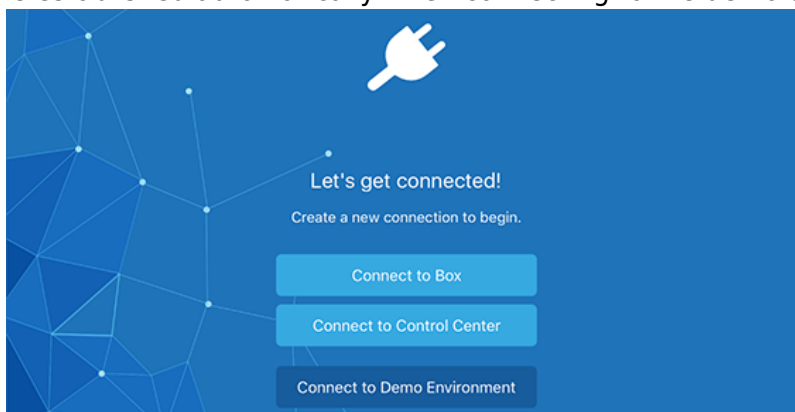 Let's get connected!
Create a new connection to begin.
Connect to Box
Connect to Control Center
Connect to Demo Environment